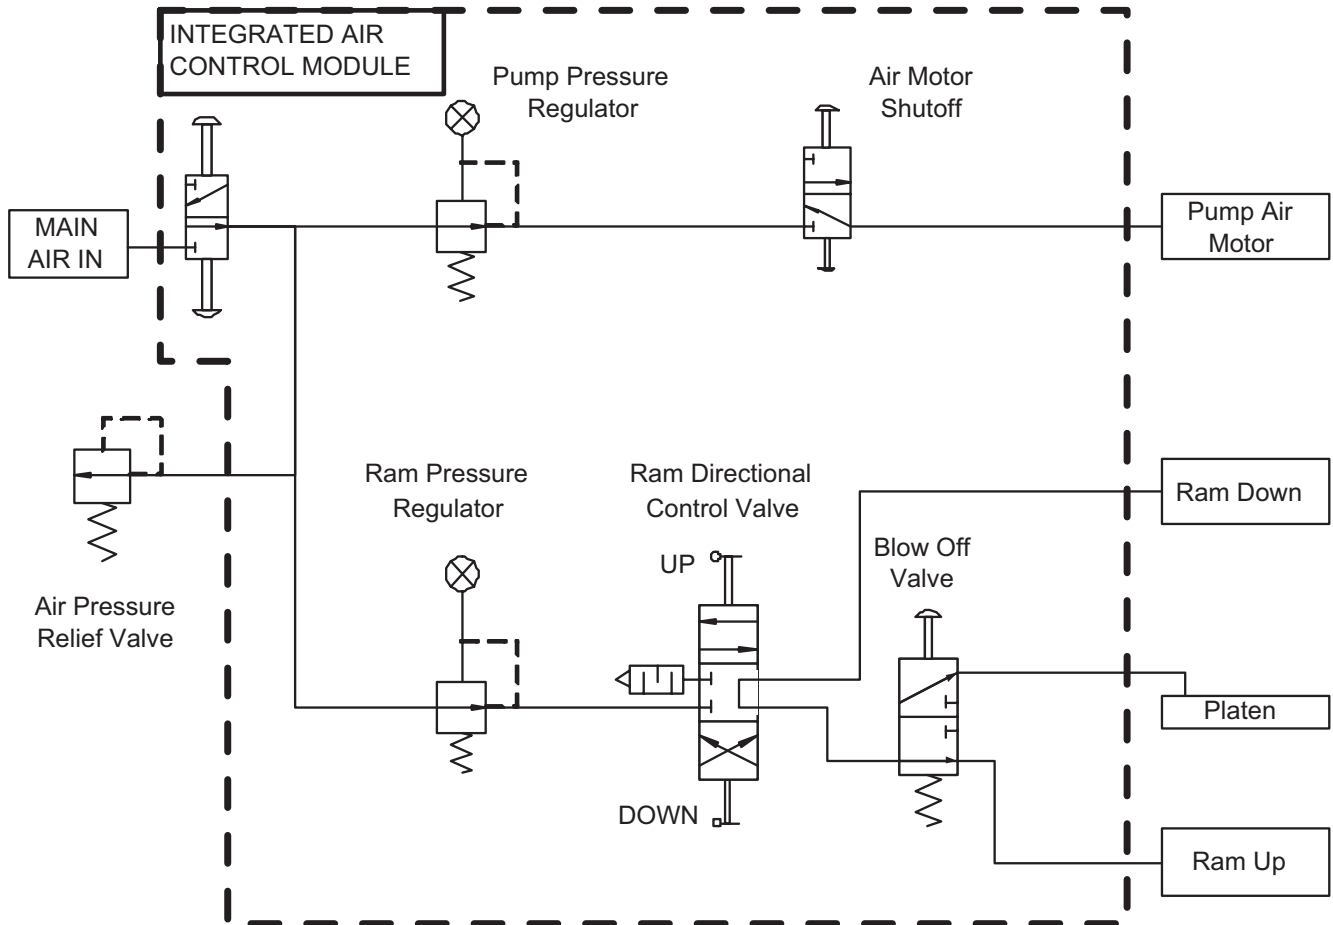 INTEGRATED AIR
CONTROL MODULE
Pump Pressure
Regulator
Air Motor
Shutoff
MAIN
AIR IN
Pump Air
Motor
Ram Pressure
Regulator
Ram Directional
Control Valve
Ram Down
Blow Off
Valve
UP
Air Pressure
Relief Valve
Platen
DOWN
Ram Up